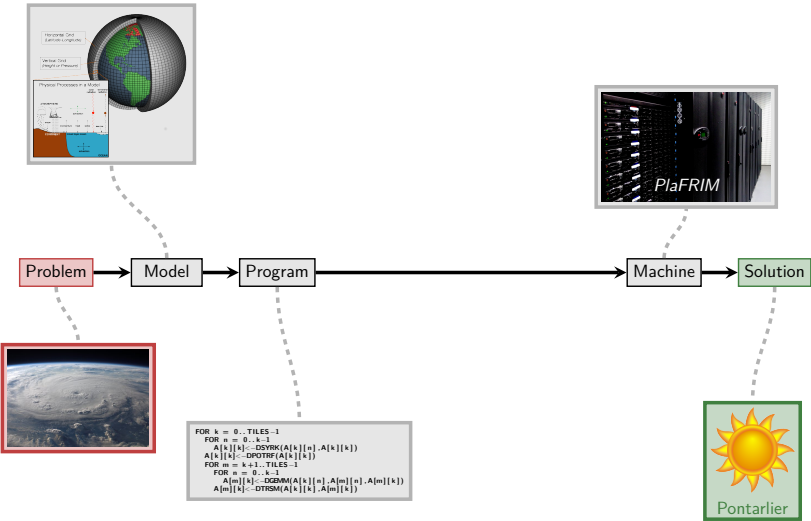 Horizontal Grid
(Latitude-Longitude)
Vertical Grid
(Height or Pressure)
Physical Processes in a Model
PlaFRIM
Problem
Model
Program
Machine
Solution
FOR k = 0..TILES-1
FOR n = 0..k-1
A[k][k]<-DSYRK(A[k][n],A[k][k])
A[k][k]<-DPOTRF(A[k][k])
FOR m = k+1..TILES-1
FOR n = 0..k-1
A[m][k]<-DGEMM(A[k][n],A[m][n],A[m][k])
A[m][k]<-DTRSM(A[k][k],A[m][k])
Pontarlier